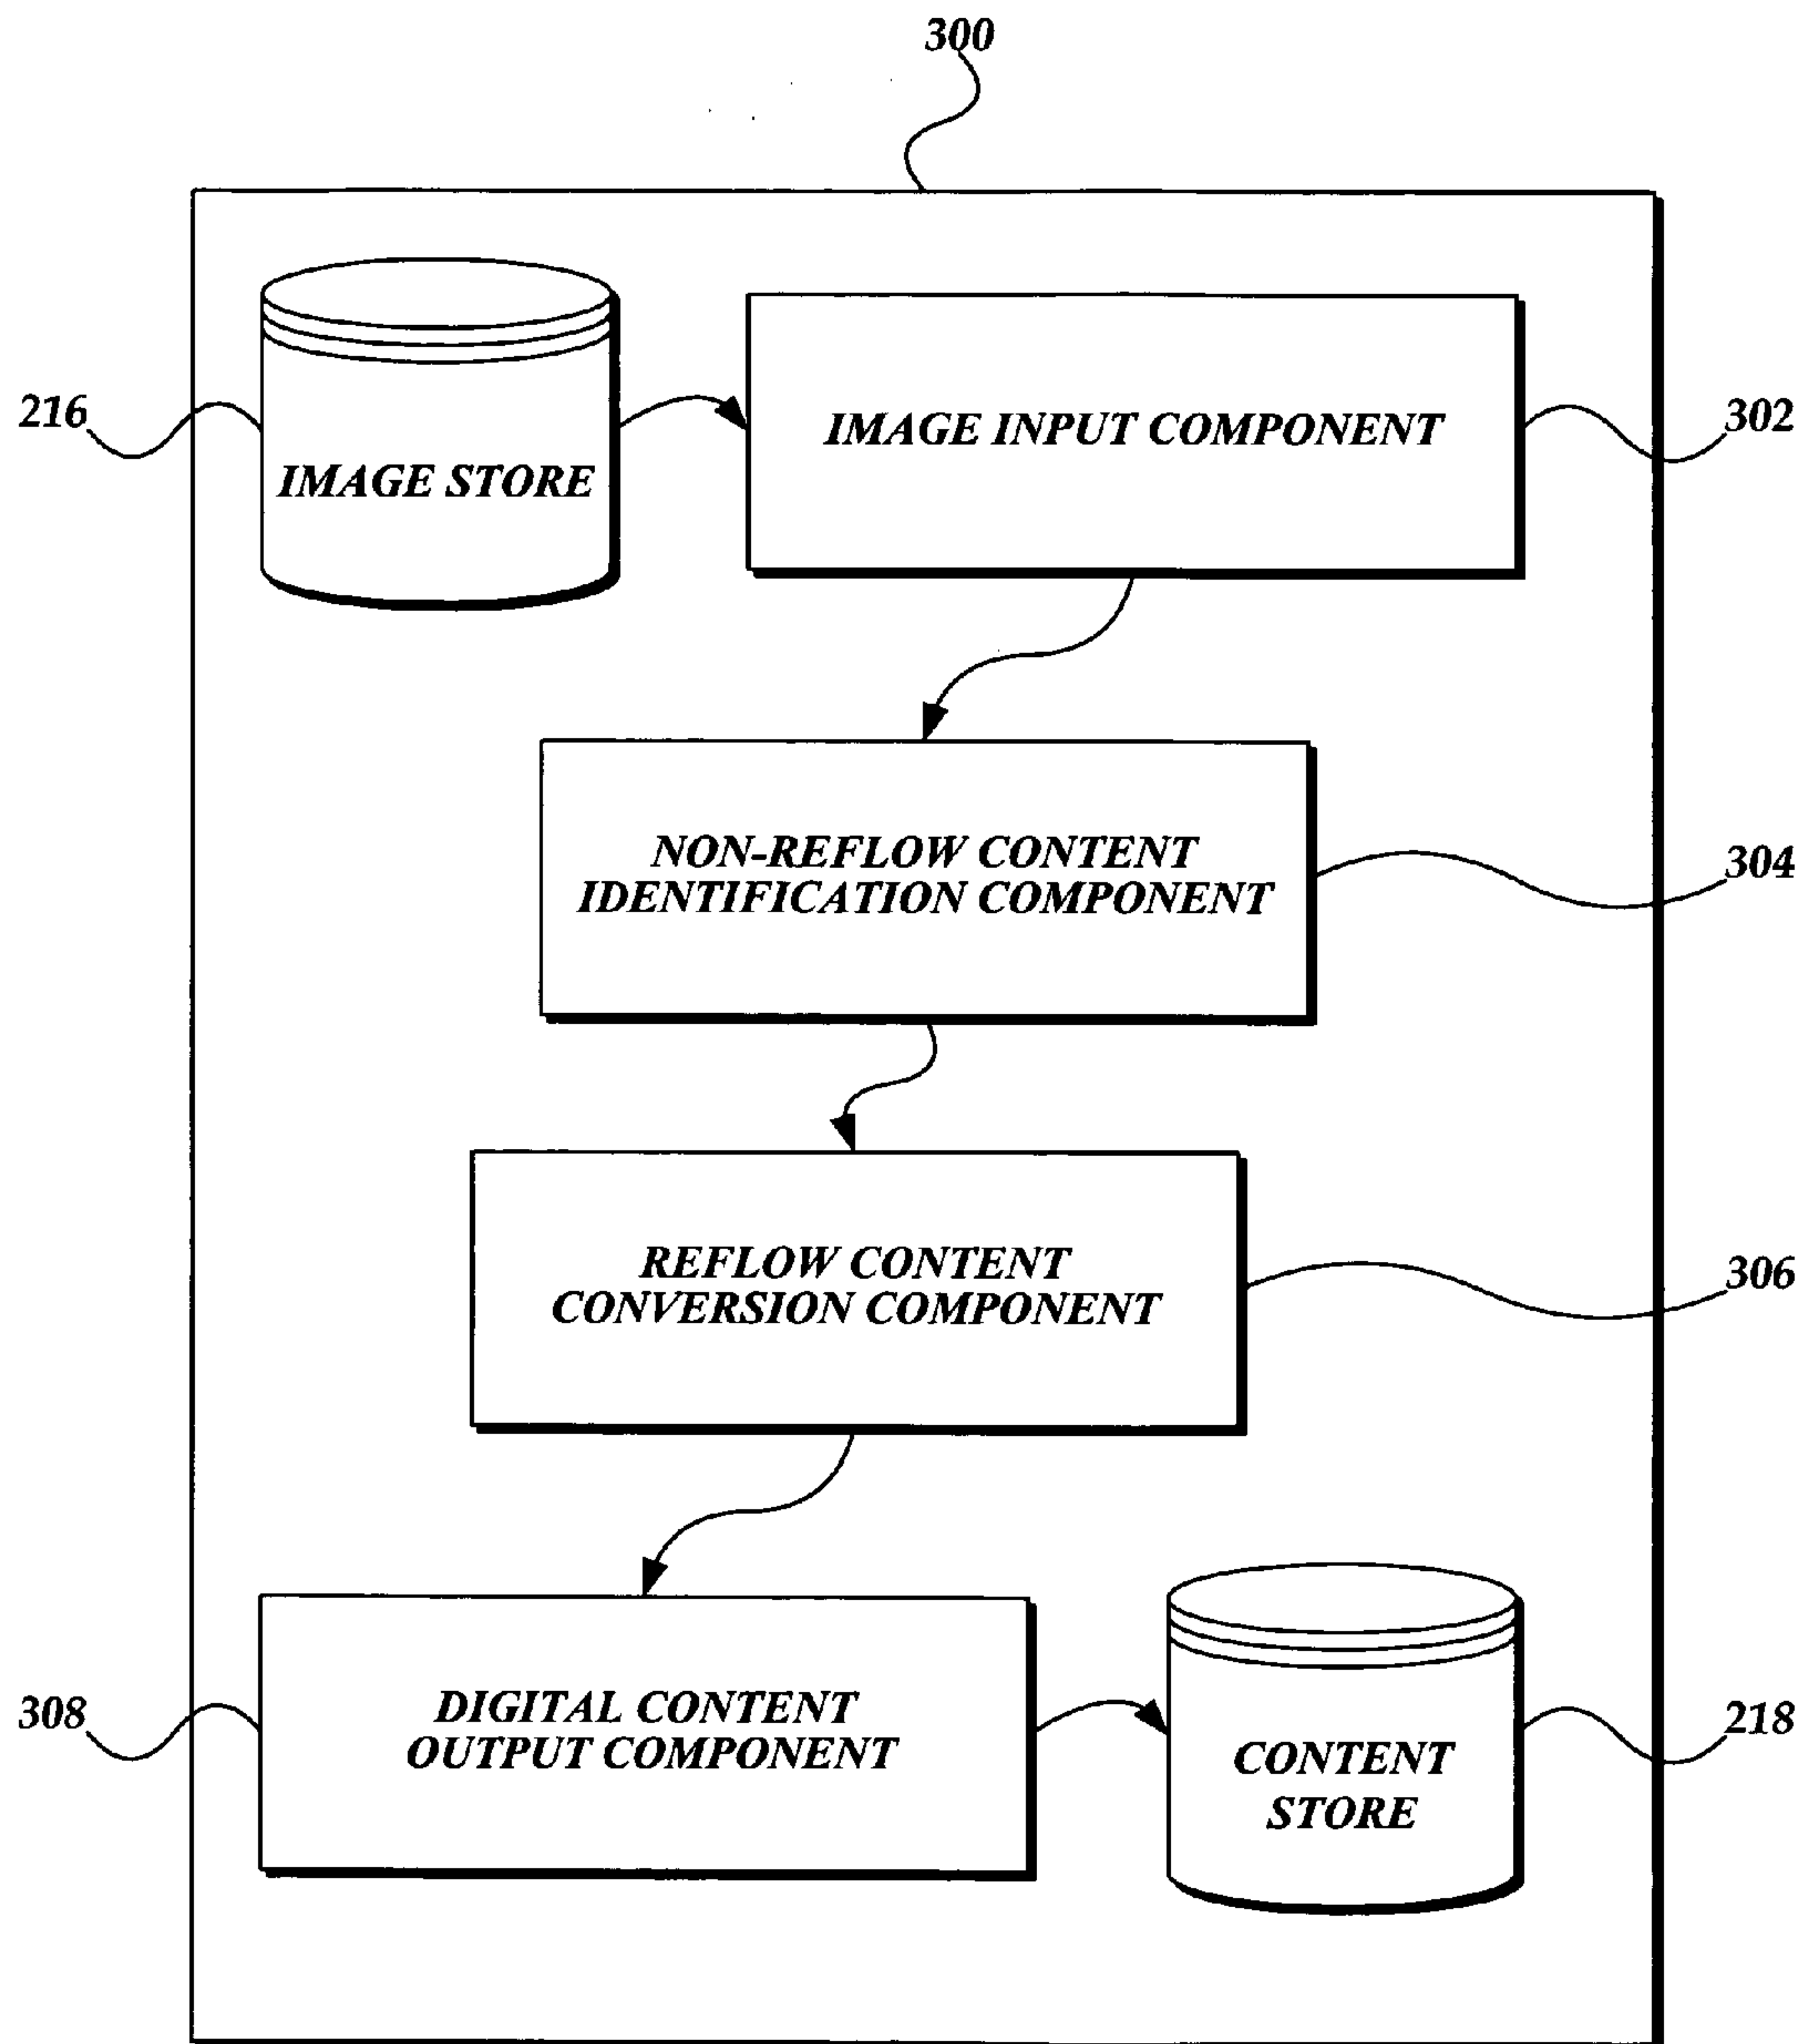 300
216
IMAGE STORE
IMAGE INPUT COMPONENT
302
NON-REFLOW CONTENT
IDENTIFICATION COMPONENT
304
REFLOW CONTENT
CONVERSION COMPONENT
306
308
DIGITAL CONTENT
OUTPUT COMPONENT
CONTENT
STORE
218